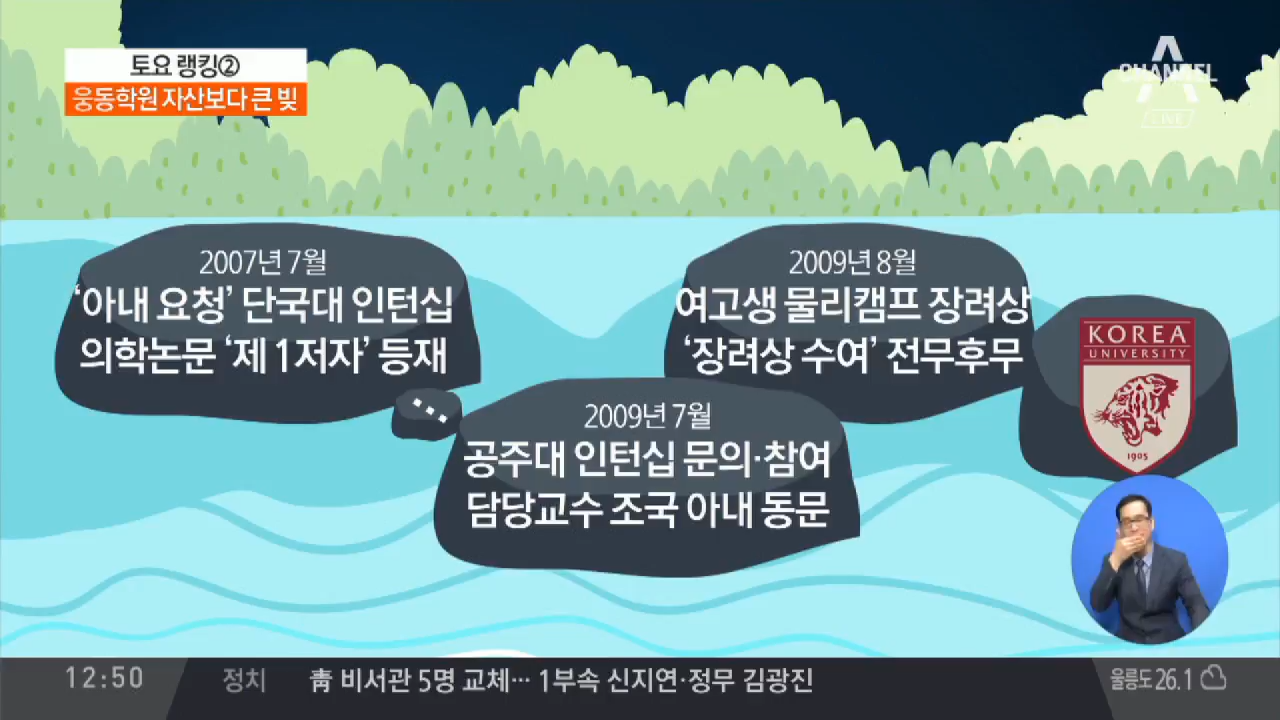 토요 랭킹②
웅동학원 자산보다 큰 빚
CHANNEL A
LIVE
2007년 7월
‘아내 요청’ 단국대 인턴십
의학논문 ‘제 1저자’ 등재
2009년 7월
공주대 인턴십 문의·참여
담당교수 조국 아내 동문
2009년 8월
여고생 물리캠프 장려상
‘장려상 수여’ 전무후무
KOREA
UNIVERSITY
1905
12:50
정치
靑 비서관 5명 교체… 1부속 신지연·정무 김광진
울릉도 26.1